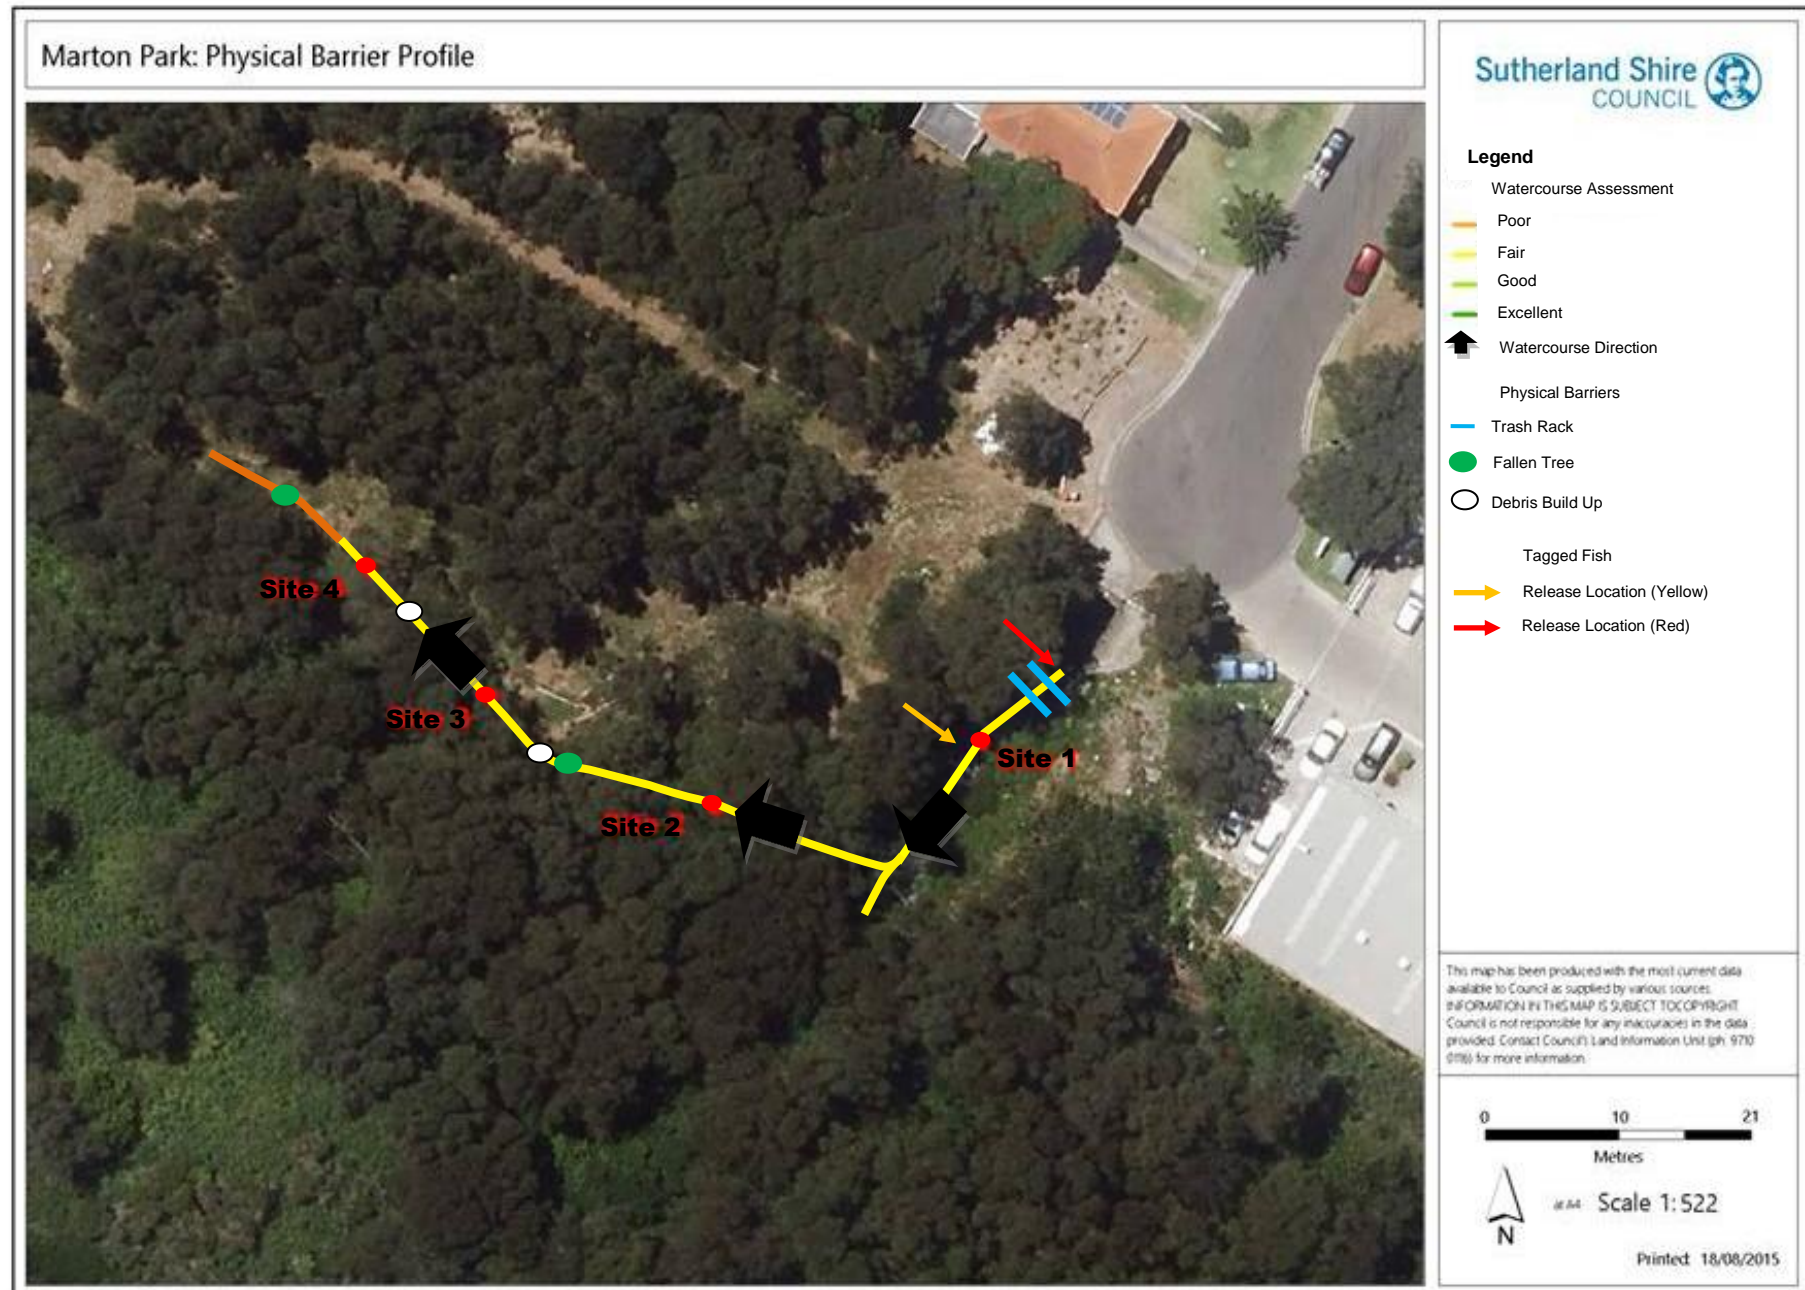 Marton Park: Physical Barrier Profile
Sutherland Shire
COUNCIL
Legend
Watercourse Assessment
Poor
Fair
Good
Excellent
Watercourse Direction
Physical Barriers
Trash Rack
Fallen Tree
Debris Build Up
Tagged Fish
Release Location (Yellow)
Release Location (Red)
Site 4
Site 3
Site 2
Site 1
This map has been produced with the most current data
available to Council as supplied by various sources.
INFORMATION IN THIS MAP IS SUBJECT TOCOPYRIGHT
Council is not responsible for any inaccuracies in the data
provided. Contact Council's Land Information Unit (ph. 9710
for more information.
0 10 21
Metres
at A4 Scale 1:522
N
Printed: 18/08/2015